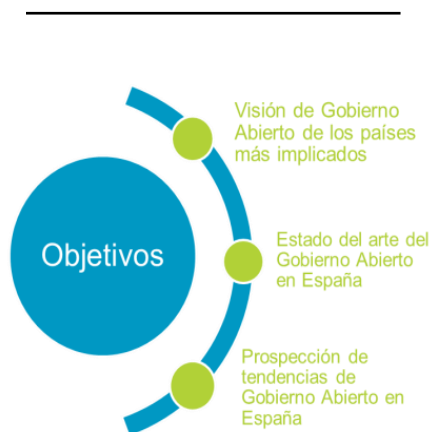 Objetivos
Visión de Gobierno
Abierto de los países
más implicados
Estado del arte del
Gobierno Abierto
en España
Prospección de
tendencias de
Gobierno Abierto en
España